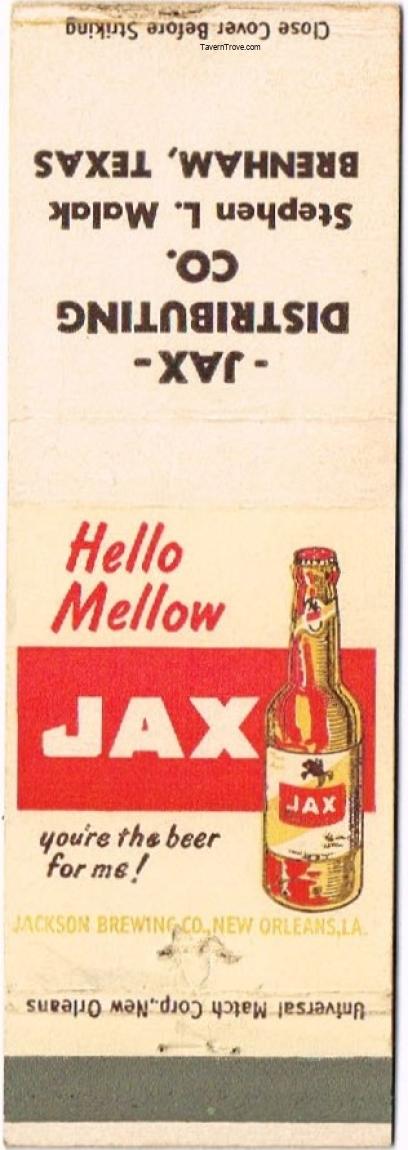 Close Cover Before Striking
TavernTrove.com
- JAX -
DISTRIBUTING
CO.
Stephen L. Malak
BRENHAM, TEXAS
Hello
Mellow
JAX
JAX
you're the beer
for me!
JACKSON BREWING CO., NEW ORLEANS, LA.
Universal Match Corp., New Orleans